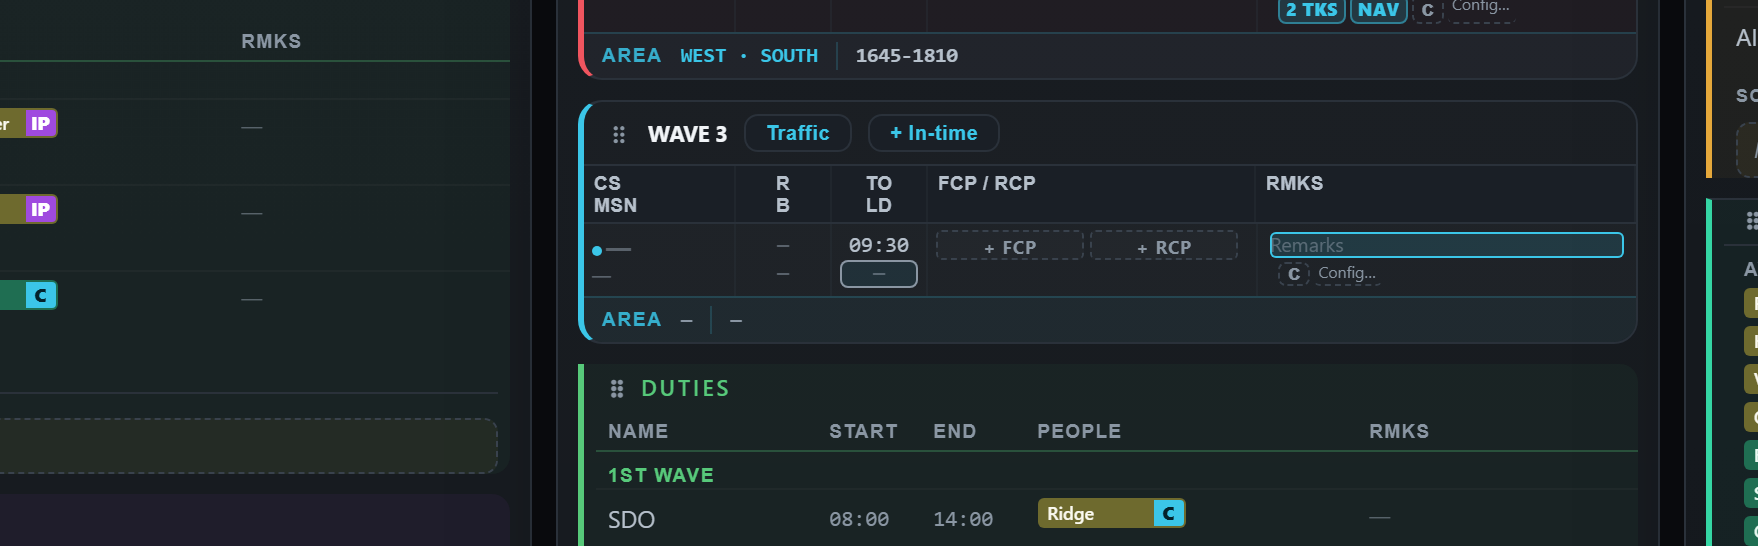 RMKS
er IP
—
IP
—
C
—
2 TKS NAV C Config...
AREA WEST · SOUTH 1645-1810
WAVE 3 Traffic + In-time
CS MSN
R B
TO LD
FCP / RCP
RMKS
— — 09:30 + FCP + RCP Remarks
— — — C Config...
AREA — —
DUTIES
NAME START END PEOPLE RMKS
1ST WAVE
SDO 08:00 14:00 Ridge C —